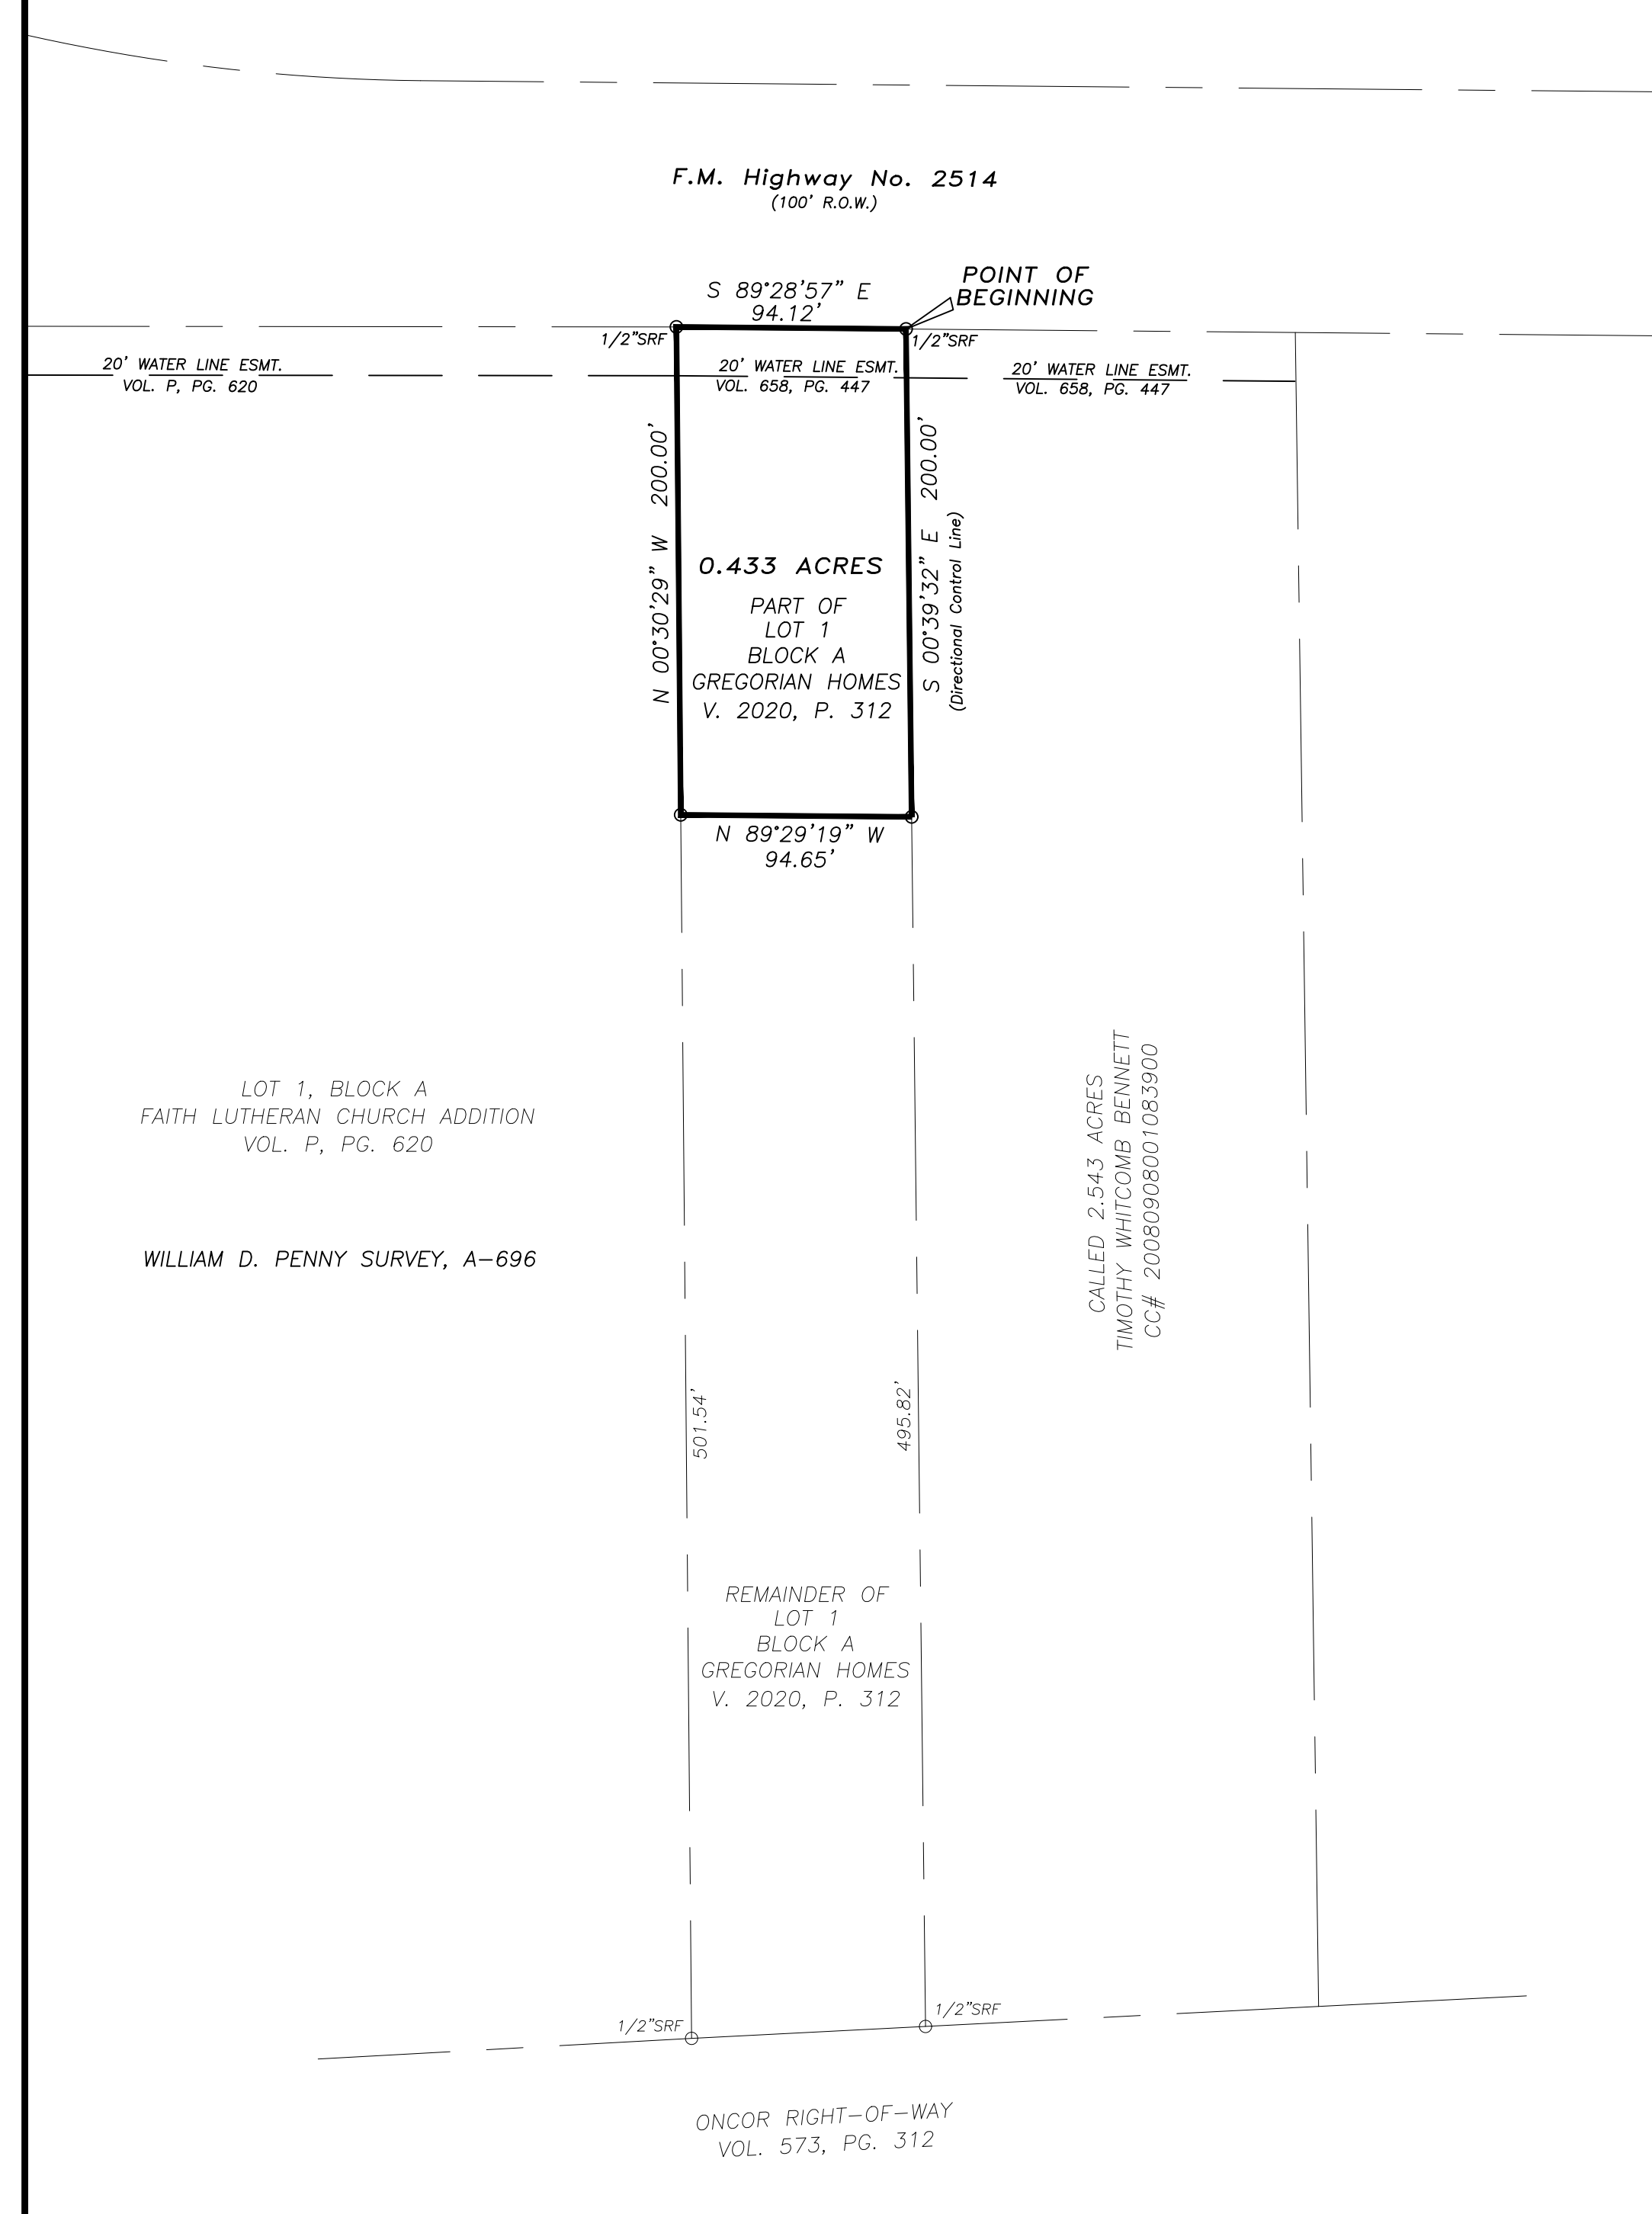 F.M. Highway No. 2514
(100' R.O.W.)
POINT OF
BEGINNING
S 89°28'57" E
94.12'
1/2"SRF
1/2"SRF
20' WATER LINE ESMT.
VOL. P, PG. 620
20' WATER LINE ESMT.
VOL. 658, PG. 447
20' WATER LINE ESMT.
VOL. 658, PG. 447
N 00°30'29" W 200.00'
S 00°39'32" E 200.00'
(Directional Control Line)
0.433 ACRES
PART OF
LOT 1
BLOCK A
GREGORIAN HOMES
V. 2020, P. 312
N 89°29'19" W
94.65'
LOT 1, BLOCK A
FAITH LUTHERAN CHURCH ADDITION
VOL. P, PG. 620
WILLIAM D. PENNY SURVEY, A-696
CALLED 2.543 ACRES
TIMOTHY WHITCOMB BENNETT
CC# 20080908001083900
501.54'
495.82'
REMAINDER OF
LOT 1
BLOCK A
GREGORIAN HOMES
V. 2020, P. 312
1/2"SRF
1/2"SRF
ONCOR RIGHT-OF-WAY
VOL. 573, PG. 312